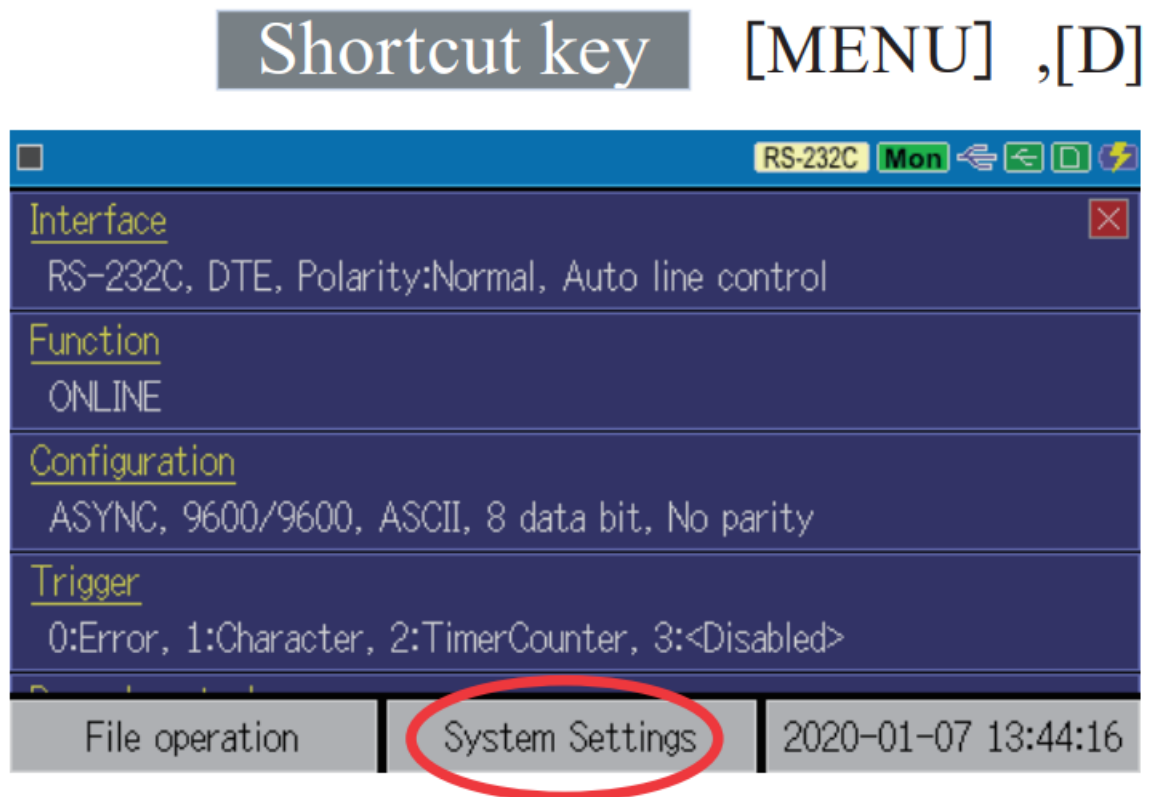 Shortcut key [MENU] ,[D]
RS-232C Mon
Interface
RS-232C, DTE, Polarity:Normal, Auto line control
Function
ONLINE
Configuration
ASYNC, 9600/9600, ASCII, 8 data bit, No parity
Trigger
0:Error, 1:Character, 2:TimerCounter, 3:<Disabled>
File operation System Settings 2020-01-07 13:44:16